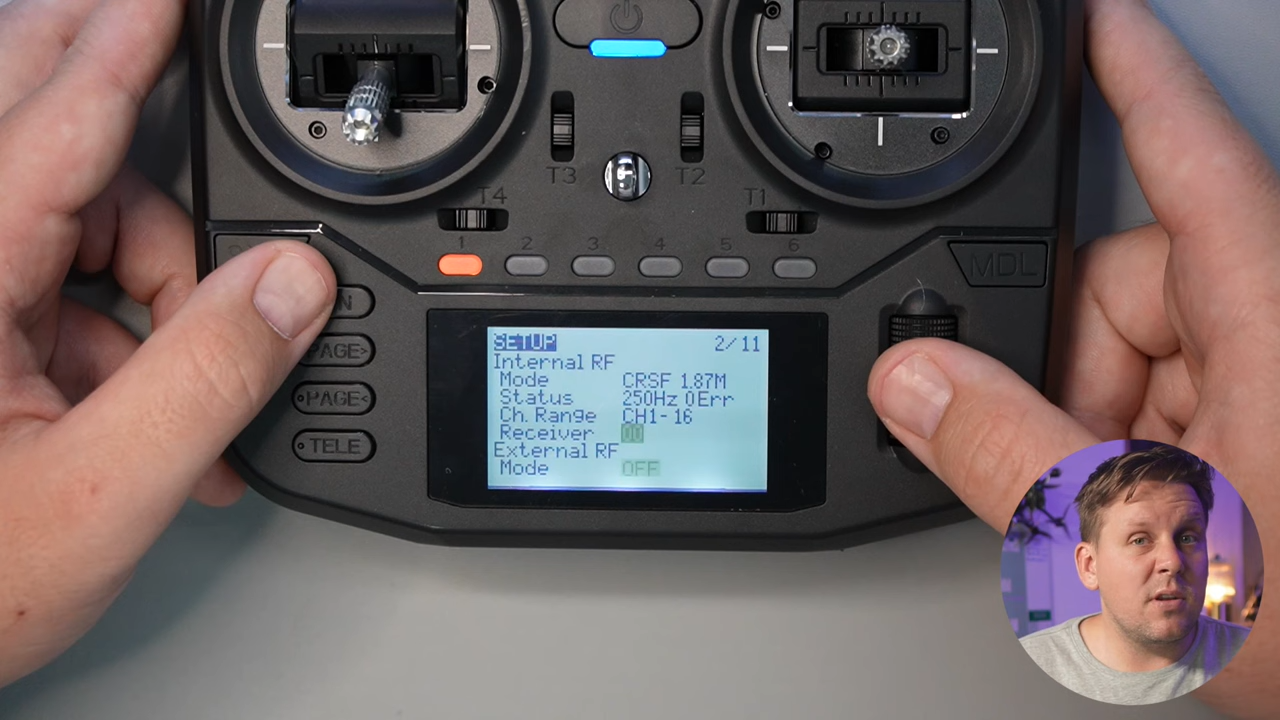 T3
T2
T4
T1
1 2 3 4 5 6
MDL
PAGE>
PAGE<
TELE
SETUP 2/11
Internal RF
Mode CRSF 1.87M
Status 250Hz 0Err
Ch. Range CH1-16
Receiver 00
External RF
Mode OFF